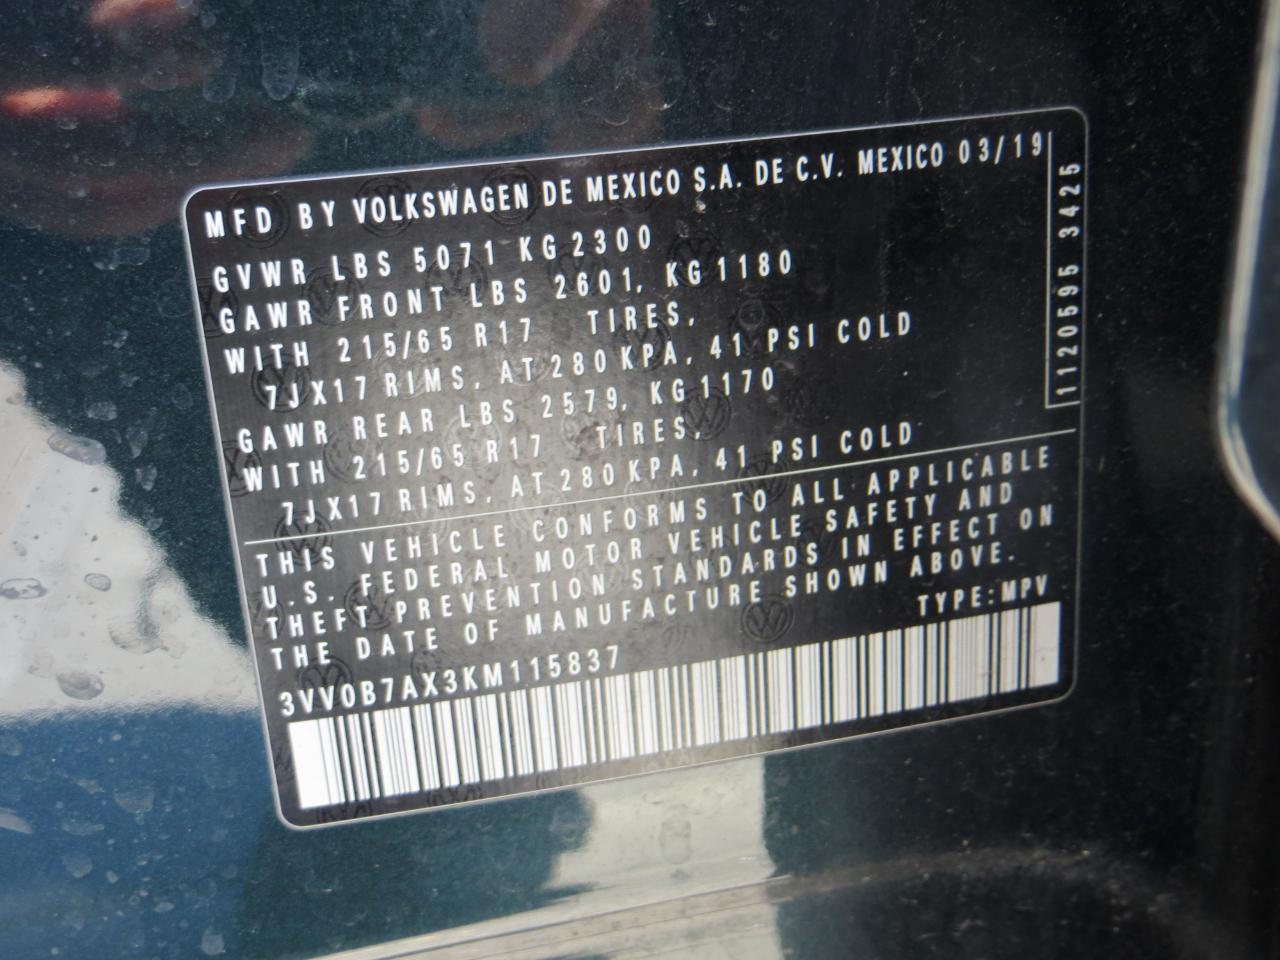 MFD BY VOLKSWAGEN DE MEXICO S.A. DE C.V. MEXICO 03/19
GVWR LBS 5071 KG 2300
GAWR FRONT LBS 2601, KG 1180
WITH 215/65 R17 TIRES,
7JX17 RIMS, AT 280 KPA, 41 PSI COLD
GAWR REAR LBS 2579, KG 1170
WITH 215/65 R17 TIRES,
7JX17 RIMS, AT 280 KPA, 41 PSI COLD
1120595 3425
THIS VEHICLE CONFORMS TO ALL APPLICABLE
U.S. FEDERAL MOTOR VEHICLE SAFETY AND
THEFT PREVENTION STANDARDS IN EFFECT ON
THE DATE OF MANUFACTURE SHOWN ABOVE.
TYPE: MPV
3VV0B7AX3KM115837